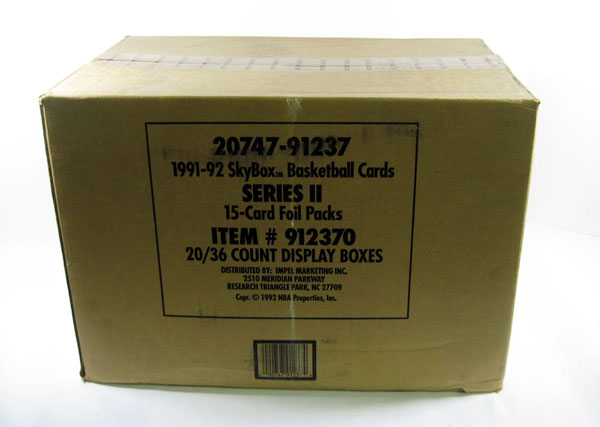 20747-91237
1991-92 SkyBox™ Basketball Cards
SERIES II
15-Card Foil Packs
ITEM # 912370
20/36 COUNT DISPLAY BOXES
DISTRIBUTED BY: IMPEL MARKETING INC.
2510 MERIDIAN PARKWAY
RESEARCH TRIANGLE PARK, NC 27709
Copr. © 1992 NBA Properties, Inc.